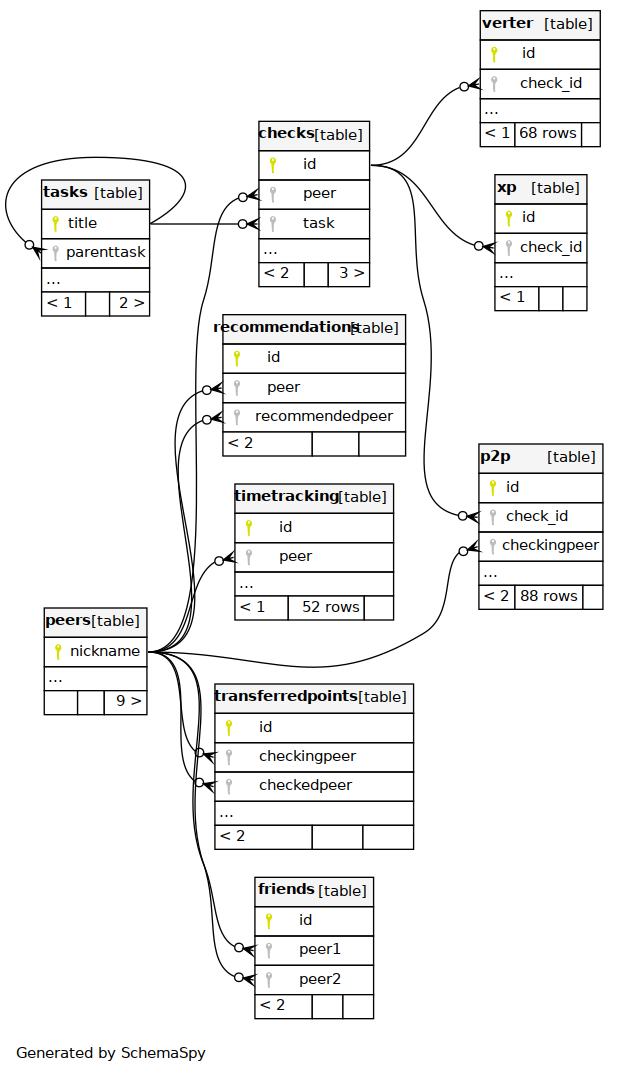 verter [table]
id
check_id
...
< 1 68 rows
checks [table]
id
peer
task
...
< 2 3 >
xp [table]
id
check_id
...
< 1
tasks [table]
title
parenttask
...
< 1 2 >
recommendations [table]
id
peer
recommendedpeer
< 2
p2p [table]
id
check_id
checkingpeer
...
< 2 88 rows
timetracking [table]
id
peer
...
< 1 52 rows
peers [table]
nickname
...
9 >
transferredpoints [table]
id
checkingpeer
checkedpeer
...
< 2
friends [table]
id
peer1
peer2
< 2
Generated by SchemaSpy